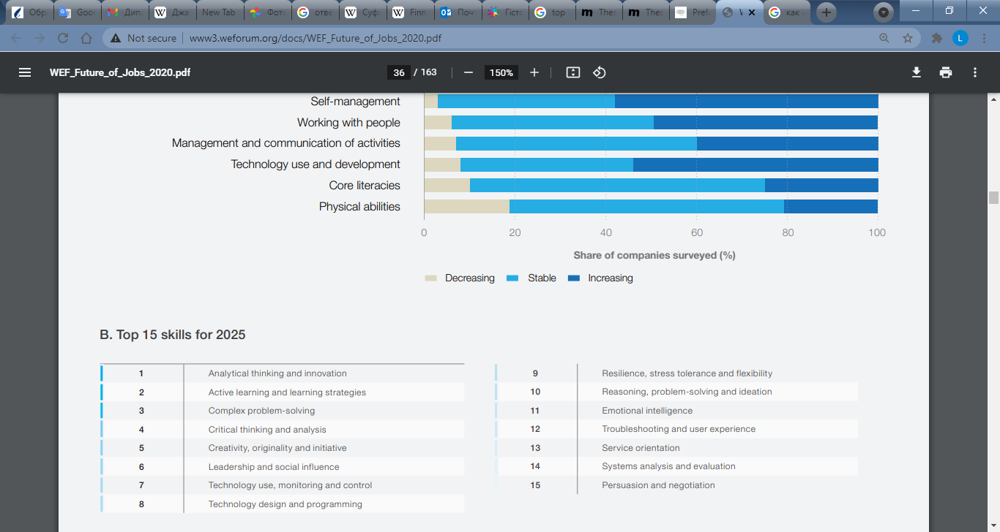 Обр
Goo
Дип
W Джа
New Tab
Фото
G отве
W Суф
W Finn
Поч
Гісто
G top
m Thes
m Thes
Pref
G как
Not secure | www3.weforum.org/docs/WEF_Future_of_Jobs_2020.pdf
L
WEF_Future_of_Jobs_2020.pdf
36 / 163
150%
Self-management
Working with people
Management and communication of activities
Technology use and development
Core literacies
Physical abilities
0 20 40 60 80 100
Share of companies surveyed (%)
Decreasing Stable Increasing
B. Top 15 skills for 2025
1 Analytical thinking and innovation
2 Active learning and learning strategies
3 Complex problem-solving
4 Critical thinking and analysis
5 Creativity, originality and initiative
6 Leadership and social influence
7 Technology use, monitoring and control
8 Technology design and programming
9 Resilience, stress tolerance and flexibility
10 Reasoning, problem-solving and ideation
11 Emotional intelligence
12 Troubleshooting and user experience
13 Service orientation
14 Systems analysis and evaluation
15 Persuasion and negotiation